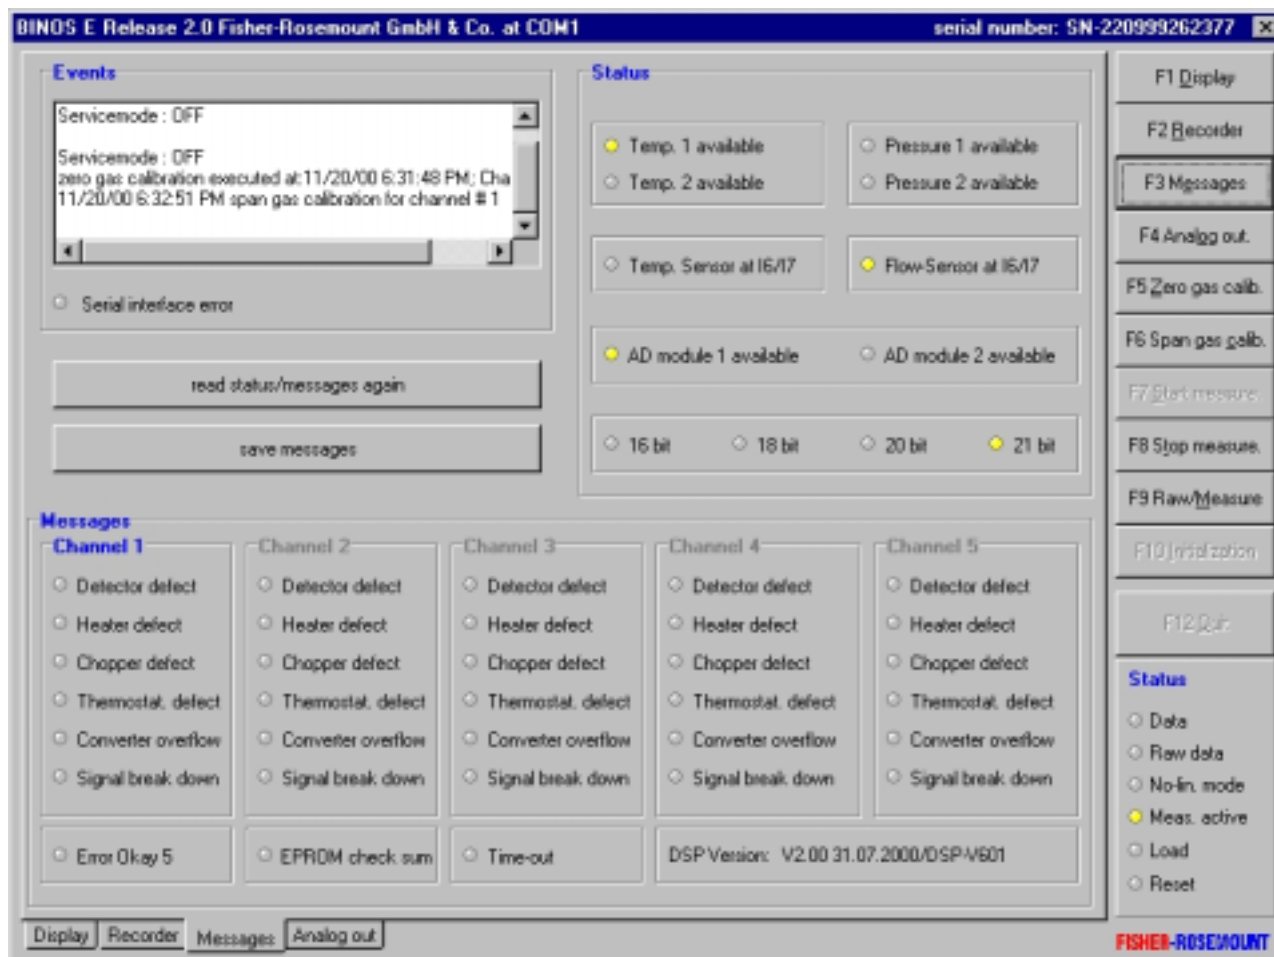 BINOS E Release 2.0 Fisher-Rosemount GmbH & Co. at COM1 serial number: SN-220999262377
Events
Servicemode : OFF
Servicemode : OFF
zero gas calibration executed at:11/20/00 6:31:48 PM; Cha
11/20/00 6:32:51 PM span gas calibration for channel # 1
Serial interface error
read status/messages again
save messages
Status
Temp. 1 available
Pressure 1 available
Temp. 2 available
Pressure 2 available
Temp. Sensor at I6/17
Flow-Sensor at I6/17
AD module 1 available
AD module 2 available
16 bit 18 bit 20 bit 21 bit
Messages
Channel 1
Detector defect
Heater defect
Chopper defect
Thermostat. defect
Converter overflow
Signal break down
Channel 2
Detector defect
Heater defect
Chopper defect
Thermostat. defect
Converter overflow
Signal break down
Channel 3
Detector defect
Heater defect
Chopper defect
Thermostat. defect
Converter overflow
Signal break down
Channel 4
Detector defect
Heater defect
Chopper defect
Thermostat. defect
Converter overflow
Signal break down
Channel 5
Detector defect
Heater defect
Chopper defect
Thermostat. defect
Converter overflow
Signal break down
Error Okay 5
EPROM check sum
Time-out
DSP Version: V2.00 31.07.2000/DSP-V601
Display Recorder Messages Analog out
F1 Display
F2 Recorder
F3 Messages
F4 Analog out.
F5 Zero gas calib.
F6 Span gas calib.
F7 Start measure.
F8 Stop measure.
F9 Raw/Measure
F10 Initialization
F12 Quit
Status
Data
Raw data
No-lin. mode
Meas. active
Load
Reset
FISHER-ROSEMOUNT